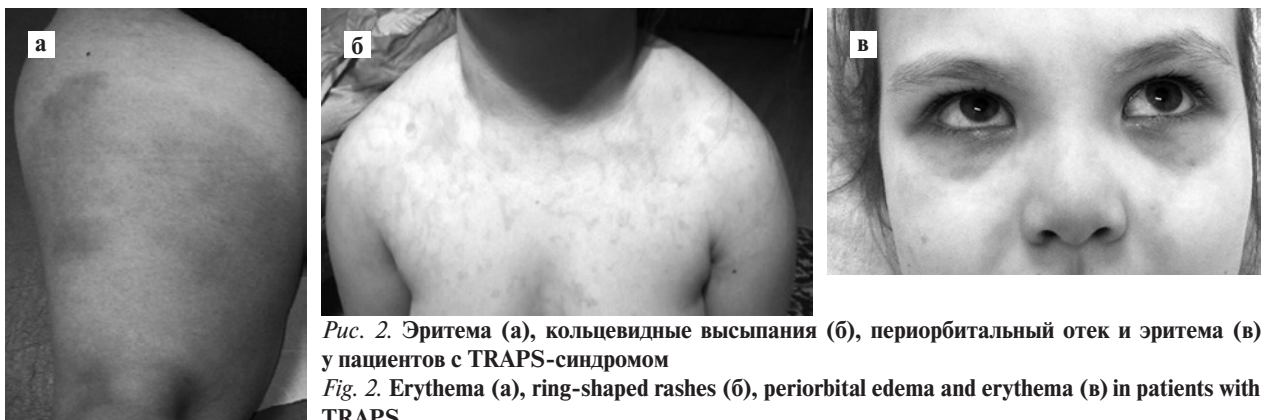 а
б
в
Рис. 2. Эритема (а), кольцевидные высыпания (б), периорбитальный отек и эритема (в)
у пациентов с TRAPS-синдромом
Fig. 2. Erythema (а), ring-shaped rashes (б), periorbital edema and erythema (в) in patients with
TRAPS